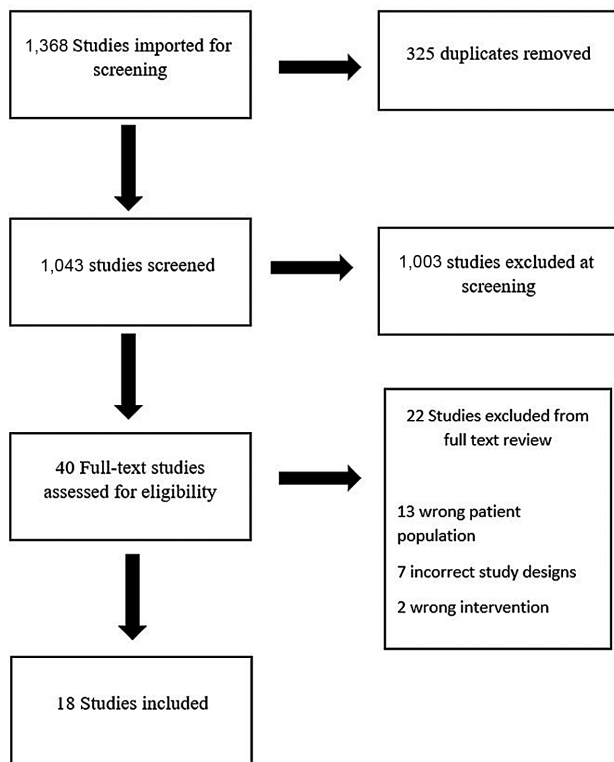 1,368 Studies imported for
screening
325 duplicates removed
1,043 studies screened
1,003 studies excluded at
screening
40 Full-text studies
assessed for eligibility
22 Studies excluded from
full text review
13 wrong patient
population
7 incorrect study designs
2 wrong intervention
18 Studies included